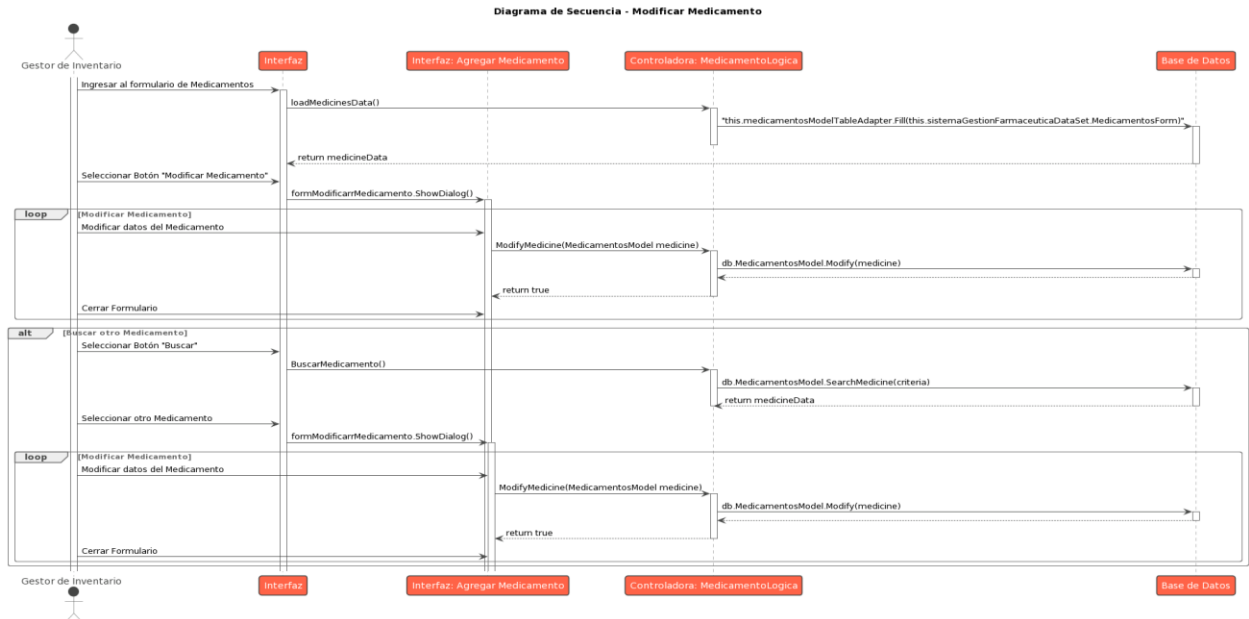 Diagrama de Secuencia - Modificar Medicamento
Gestor de Inventario
Interfaz
Interfaz: Agregar Medicamento
Controladora: MedicamentoLogica
Base de Datos
Ingresar al formulario de Medicamentos
loadMedicinesData()
"this.medicamentosModelTableAdapter.Fill(this.sistemaGestionFarmaceuticaDataSet.MedicamentosForm)"
return medicineData
Seleccionar Botón "Modificar Medicamento"
formModificarrMedicamento.ShowDialog()
loop [Modificar Medicamento]
Modificar datos del Medicamento
ModifyMedicine(MedicamentosModel medicine)
db.MedicamentosModel.Modify(medicine)
return true
Cerrar Formulario
alt [Buscar otro Medicamento]
Seleccionar Botón "Buscar"
BuscarMedicamento()
db.MedicamentosModel.SearchMedicine(criteria)
return medicineData
Seleccionar otro Medicamento
formModificarrMedicamento.ShowDialog()
loop [Modificar Medicamento]
Modificar datos del Medicamento
ModifyMedicine(MedicamentosModel medicine)
db.MedicamentosModel.Modify(medicine)
return true
Cerrar Formulario
Gestor de Inventario
Interfaz
Interfaz: Agregar Medicamento
Controladora: MedicamentoLogica
Base de Datos